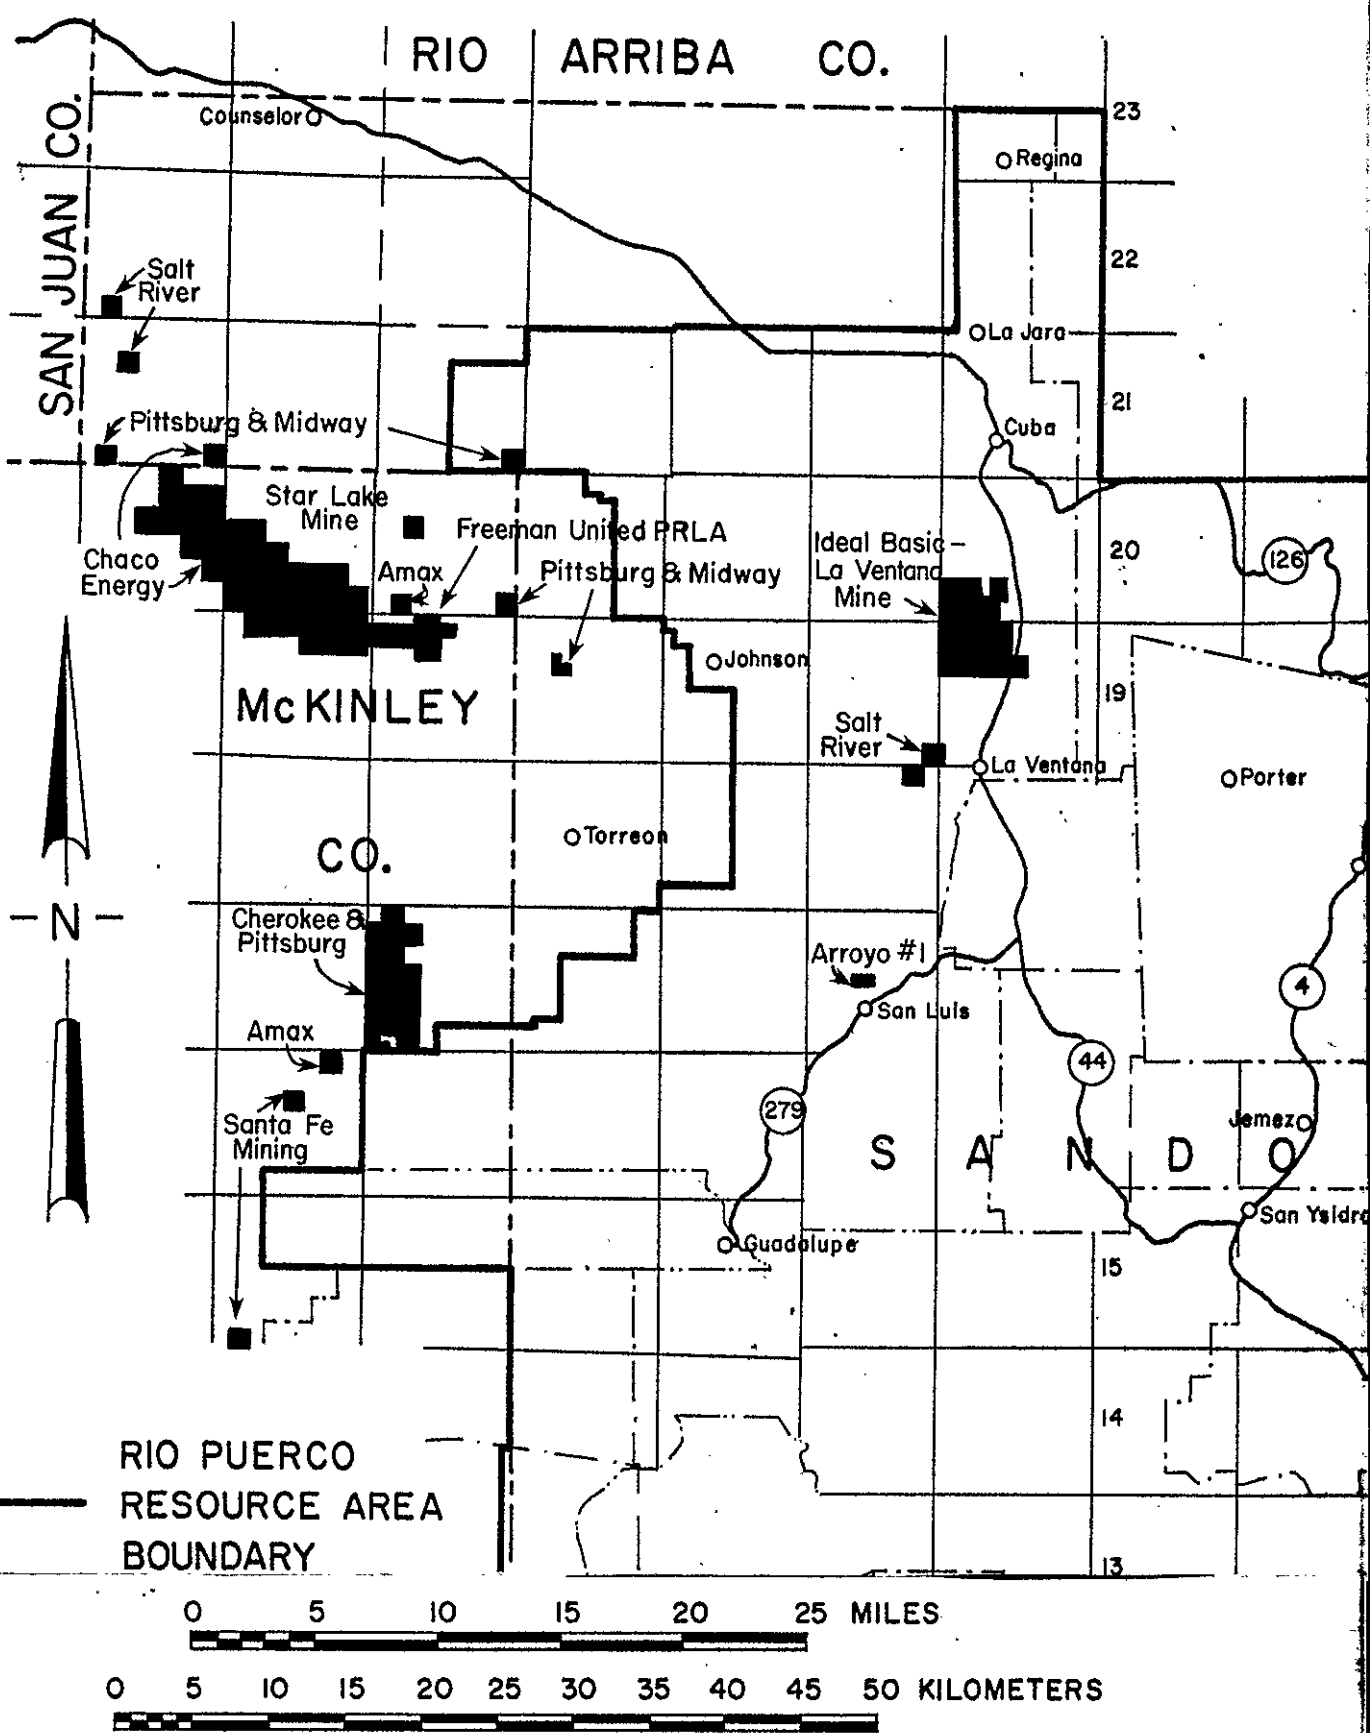 RIO ARRIBA CO.
SAN JUAN CO.
Counselor
23
Regina
22
Salt
River
La Jara
21
Pittsburg & Midway
Cuba
Star Lake
Mine
Freeman United PRLA
Chaco
Energy
Amax
Pittsburg & Midway
Ideal Basic-
La Ventana
Mine
20
126
Johnson
19
McKINLEY
Salt
River
La Ventana
Porter
Torreon
CO.
N
Cherokee &
Pittsburg
Arroyo #1
San Luis
4
Amax
44
279
Santa Fe
Mining
Jemez
S A N D O
San Ysidro
Guadalupe
15
14
RIO PUERCO
RESOURCE AREA
BOUNDARY
13
0 5 10 15 20 25 MILES
0 5 10 15 20 25 30 35 40 45 50 KILOMETERS